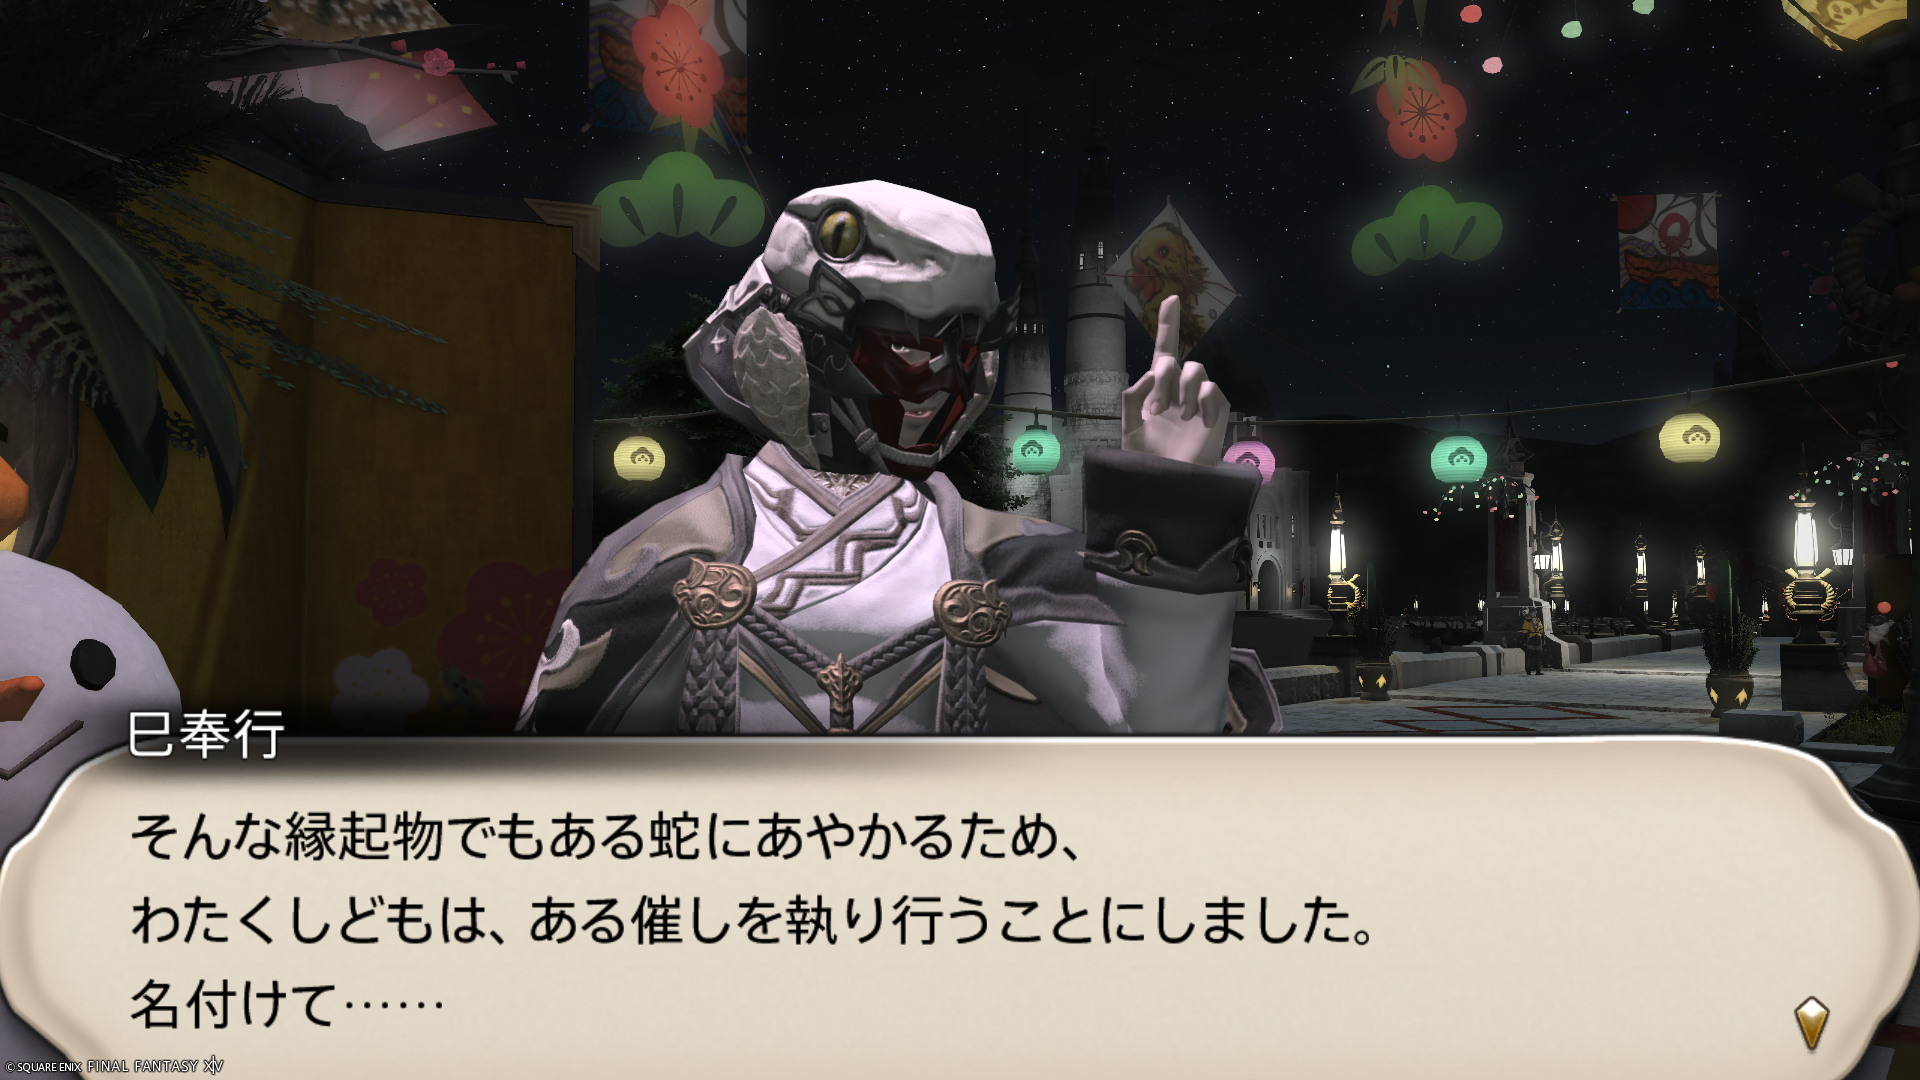 巳奉行
そんな縁起物でもある蛇にあやかるため、
わたくしどもは、ある催しを執り行うことにしました。
名付けて……
© SQUARE ENIX FINAL FANTASY XIV